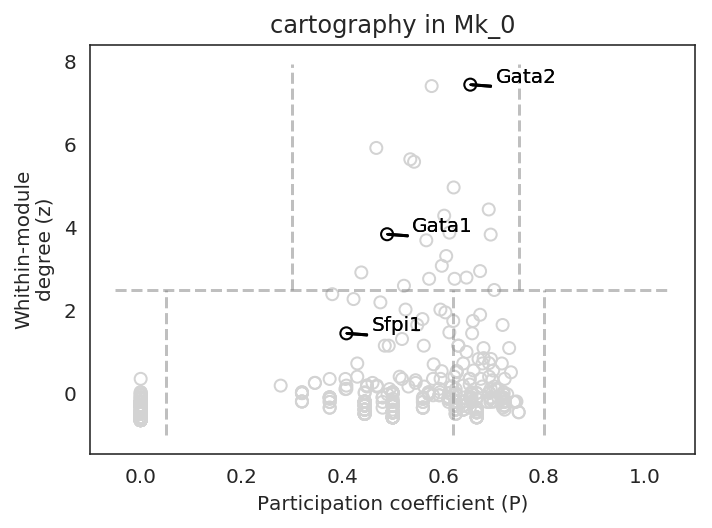 cartography in Mk_0
8
6
4
2
0
Whithin-module
degree (z)
Gata2
Gata1
Sfpi1
0.0 0.2 0.4 0.6 0.8 1.0
Participation coefficient (P)